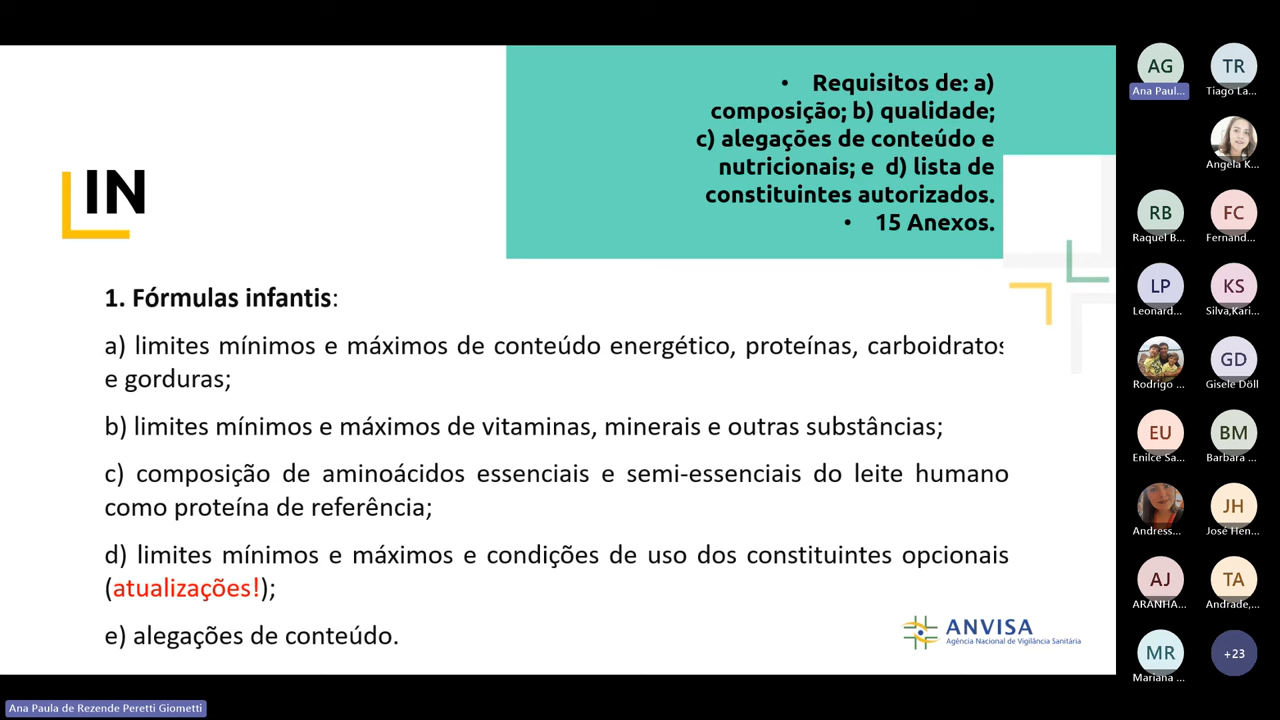 • Requisitos de: a)
composição; b) qualidade;
c) alegações de conteúdo e
nutricionais; e d) lista de
constituintes autorizados.
• 15 Anexos.
IN
1. Fórmulas infantis:
a) limites mínimos e máximos de conteúdo energético, proteínas, carboidratos
e gorduras;
b) limites mínimos e máximos de vitaminas, minerais e outras substâncias;
c) composição de aminoácidos essenciais e semi-essenciais do leite humano
como proteína de referência;
d) limites mínimos e máximos e condições de uso dos constituintes opcionais
(atualizações!);
e) alegações de conteúdo.
ANVISA
Agência Nacional de Vigilância Sanitária
AG
Ana Paul...
TR
Tiago La...
Angela K...
RB
Raquel B...
FC
Fernand...
LP
Leonard...
KS
Silva,Kari...
Rodrigo ...
GD
Gisele Döll
EU
Enilce Sa...
BM
Barbara ...
Andress...
JH
José Hen...
AJ
ARANHA...
TA
Andrade,...
MR
Mariana ...
+23
Ana Paula de Rezende Peretti Giometti